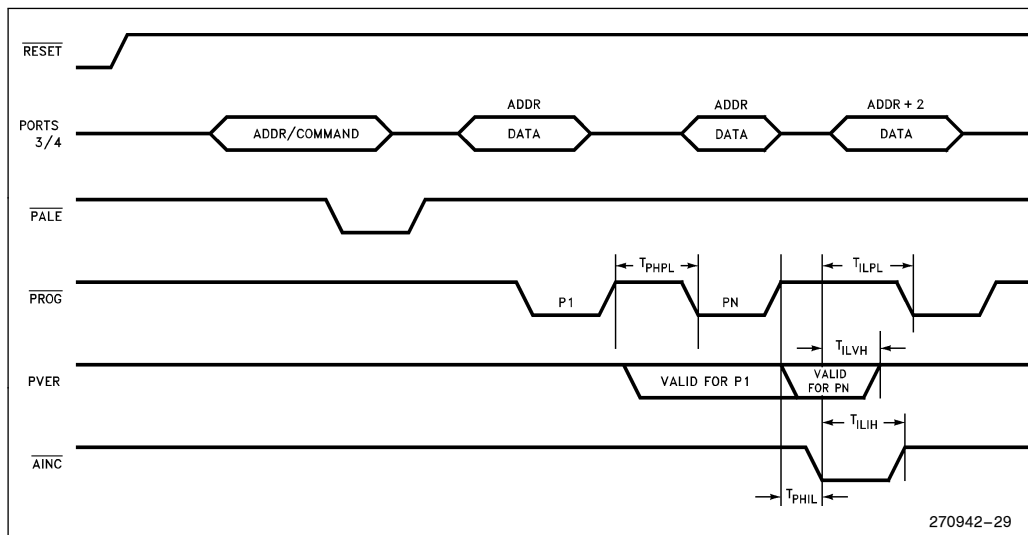 RESET
ADDR
ADDR
ADDR + 2
PORTS
3/4
ADDR/COMMAND
DATA
DATA
DATA
PALE
TPHPL
TILPL
PROG
P1
PN
TILVH
PVER
VALID FOR P1
VALID
FOR PN
TILIH
AINC
TPHIL
270942-29